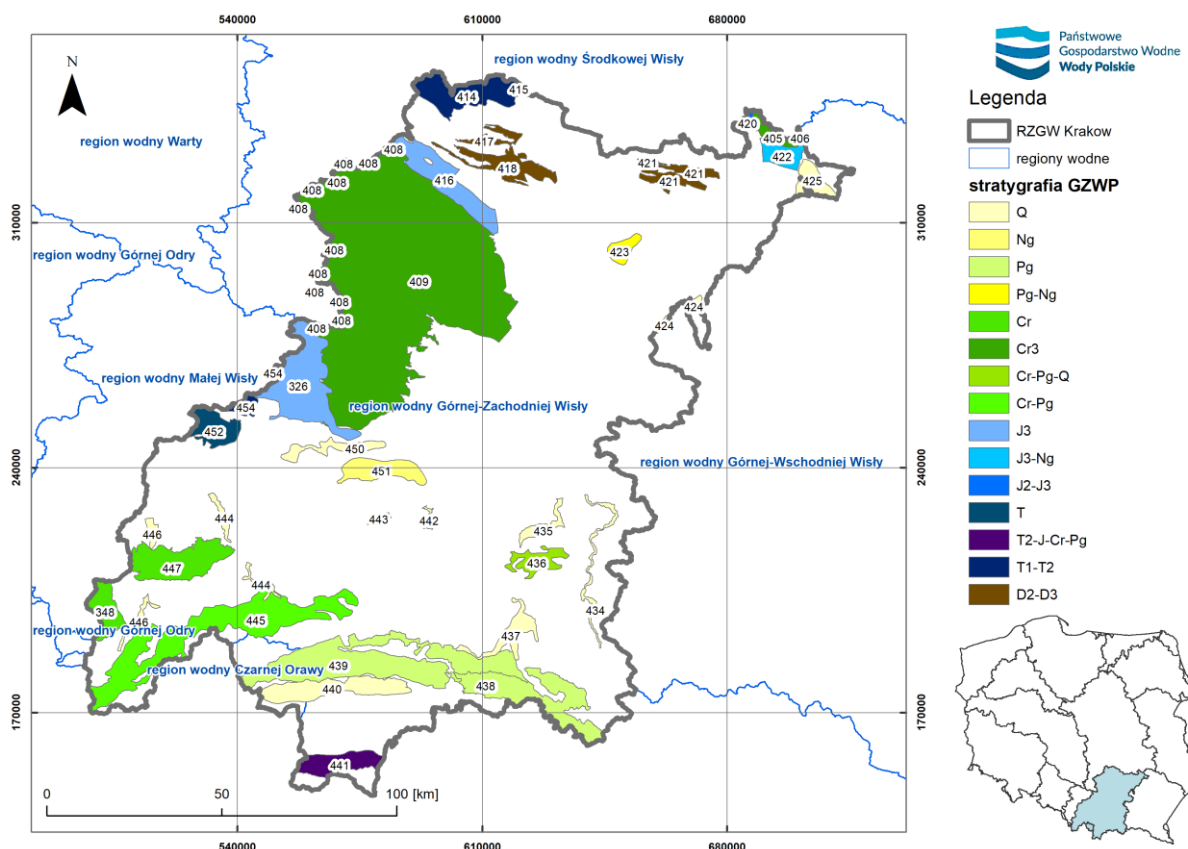 540000
610000
680000
Państwowe
Gospodarstwo Wodne
Wody Polskie
N
region wodny Środkowej Wisły
415
414
Legenda
RZGW Krakow
regiony wodne
stratygrafia GZWP
Q
Ng
Pg
Pg-Ng
Cr
Cr3
Cr-Pg-Q
Cr-Pg
J3
J3-Ng
J2-J3
T
T2-J-Cr-Pg
T1-T2
D2-D3
region wodny Warty
420
405
406
417
408
422
418
408
408
421
408
416
421
421
425
408
408
310000
310000
region wodny Górnej Odry
408
423
408
409
408
408
424
408
408
424
454
region wodny Małej Wisły
326
454
region wodny Górnej-Zachodniej Wisły
452
450
region wodny Górnej-Wschodniej Wisły
240000
240000
451
444
443
442
446
435
447
436
444
348
434
446
445
region wodny Górnej Odry
437
region wodny Czarnej Orawy
439
440
438
170000
170000
441
0
50
100
[km]
540000
610000
680000